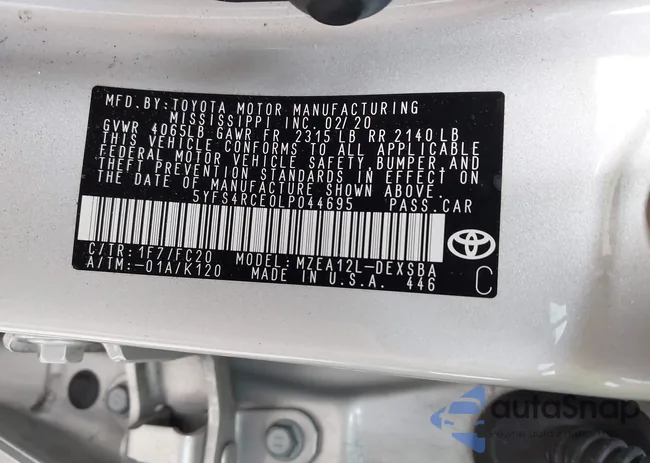 MFD. BY: TOYOTA MOTOR MANUFACTURING
MISSISSIPPI INC. 02/20
GVWR 4065LB GAWR FR 2315LB RR 2140LB
THIS VEHICLE CONFORMS TO ALL APPLICABLE
FEDERAL MOTOR VEHICLE SAFETY, BUMPER AND
THEFT PREVENTION STANDARDS IN EFFECT ON
THE DATE OF MANUFACTURE SHOWN ABOVE.
5YFS4RCE0LP044695 PASS. CAR
C/TR: 1F7/FC20 MODEL: MZEA12L-DEXSBA
A/TM: -01A/K120 MADE IN U.S.A. 446 C
autoSnap